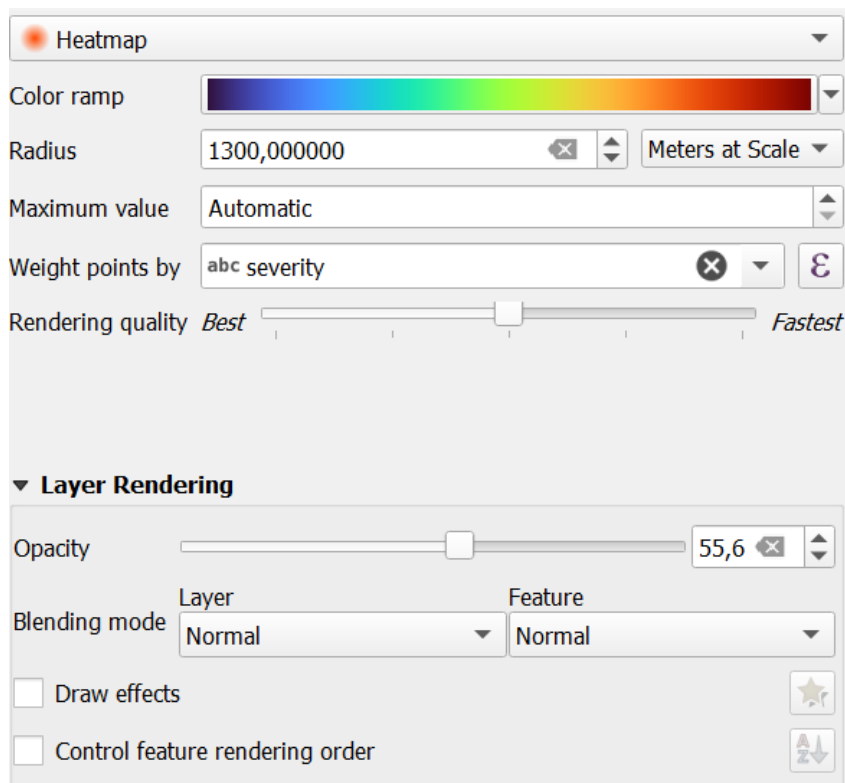 Heatmap
Color ramp
Radius 1300,000000 Meters at Scale
Maximum value Automatic
Weight points by abc severity ε
Rendering quality Best Fastest
Layer Rendering
Opacity 55,6
Layer Feature
Blending mode Normal Normal
Draw effects
Control feature rendering order A Z